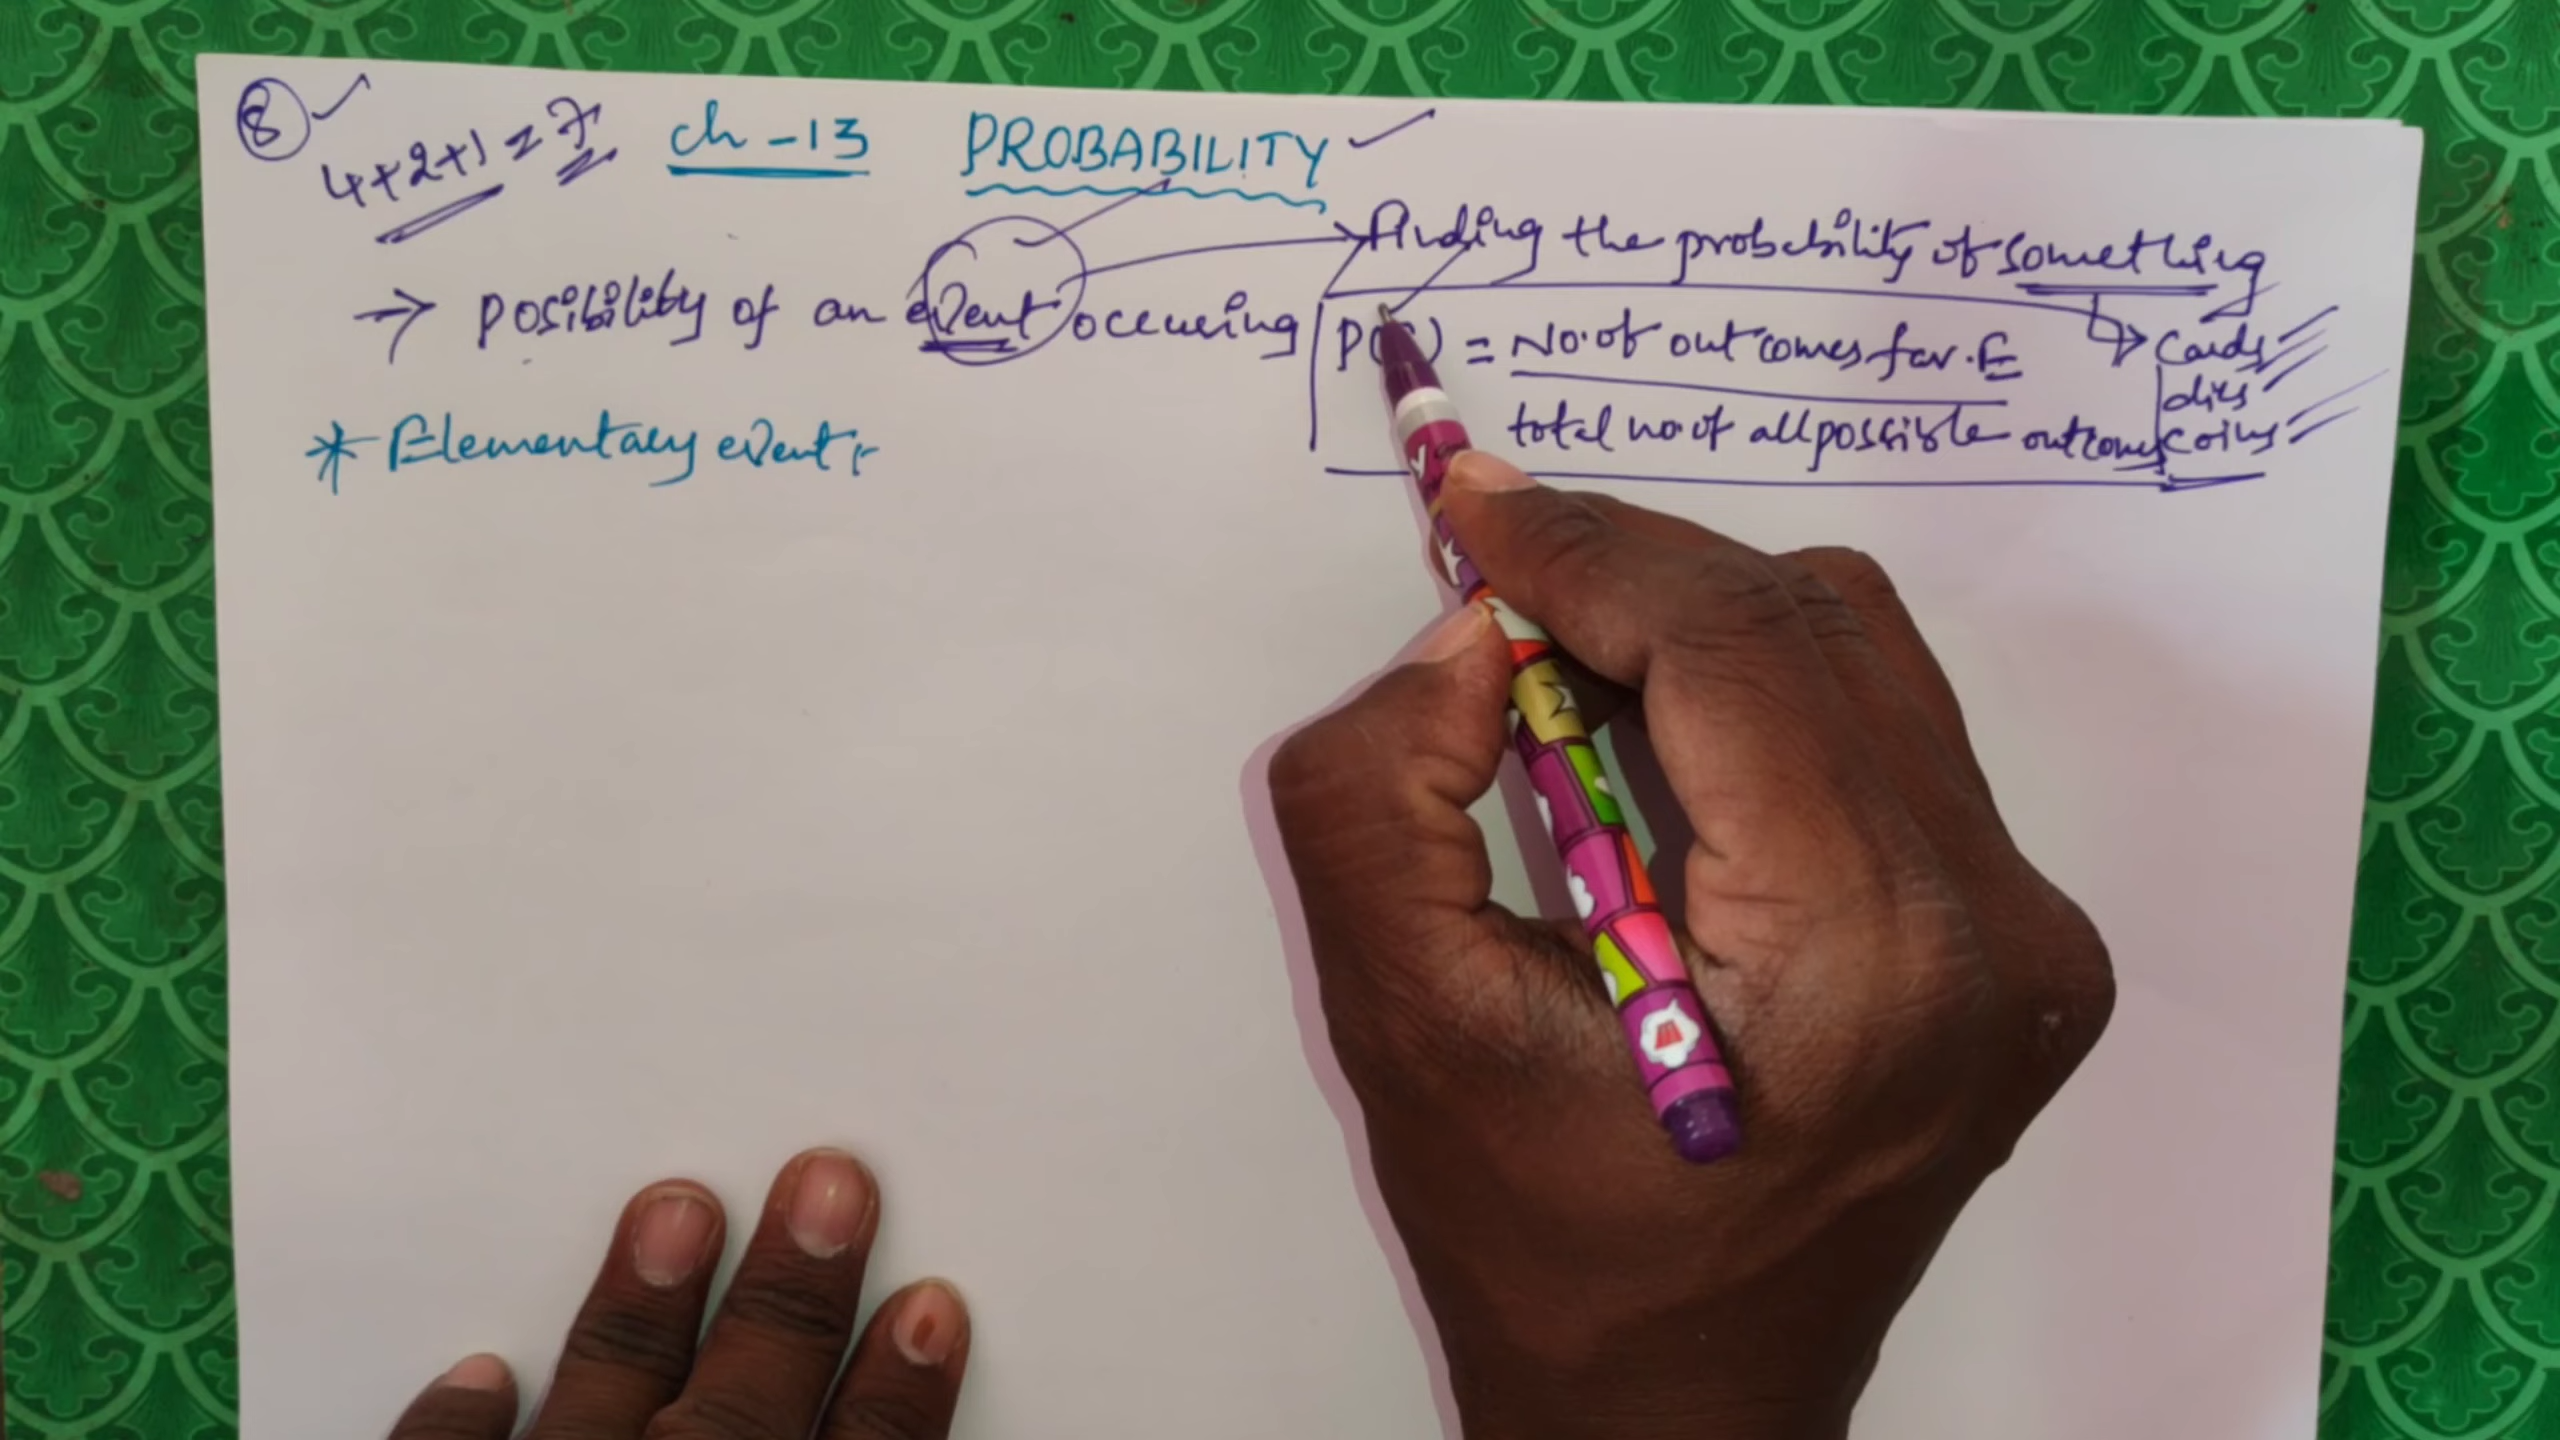 8
4+2+1=7
ch-13 PROBABILITY
Finding the probability of something
→ posibility of an event occuring
P( ) = No. of outcomes fav. E
total no of all possible outcomes
cards
dies
coins
* Elementary event :-